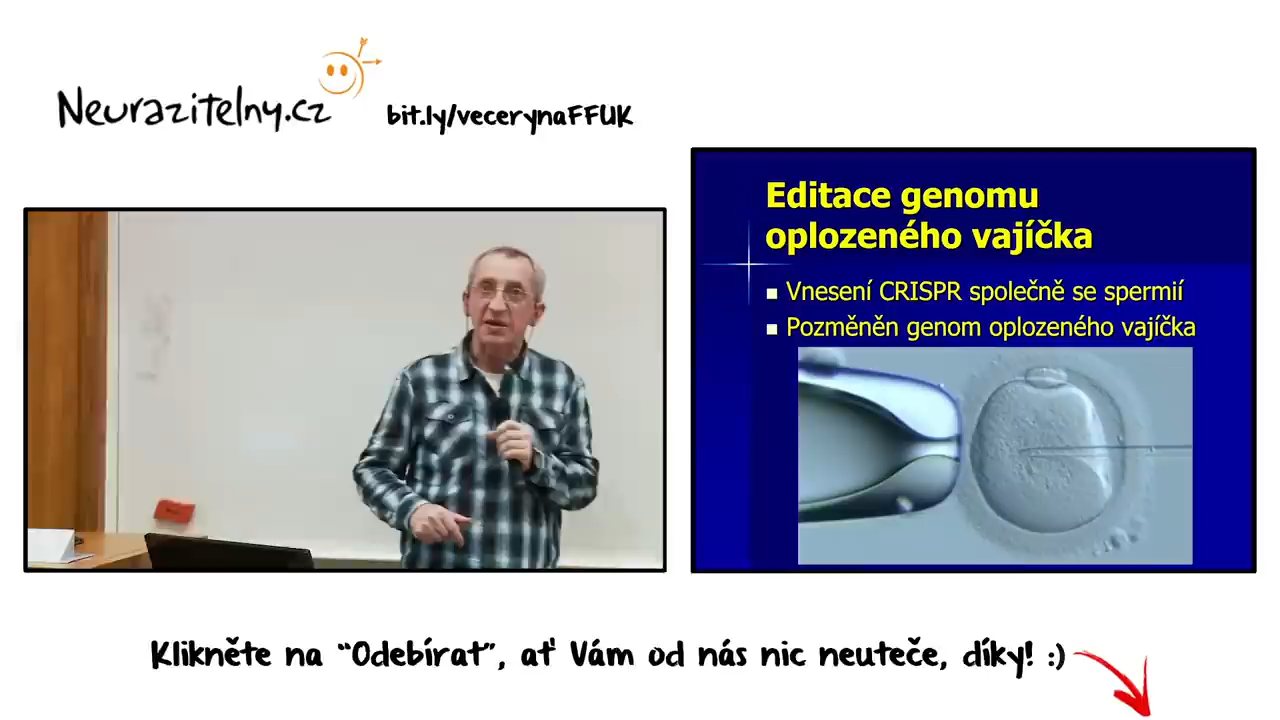 Neurazitelny.cz
bit.ly/vecerynaFFUK
Editace genomu
oplozeného vajíčka
Vnesení CRISPR společně se spermií
Pozměněn genom oplozeného vajíčka
Klikněte na “Odebírat”, ať Vám od nás nic neuteče, díky! :)